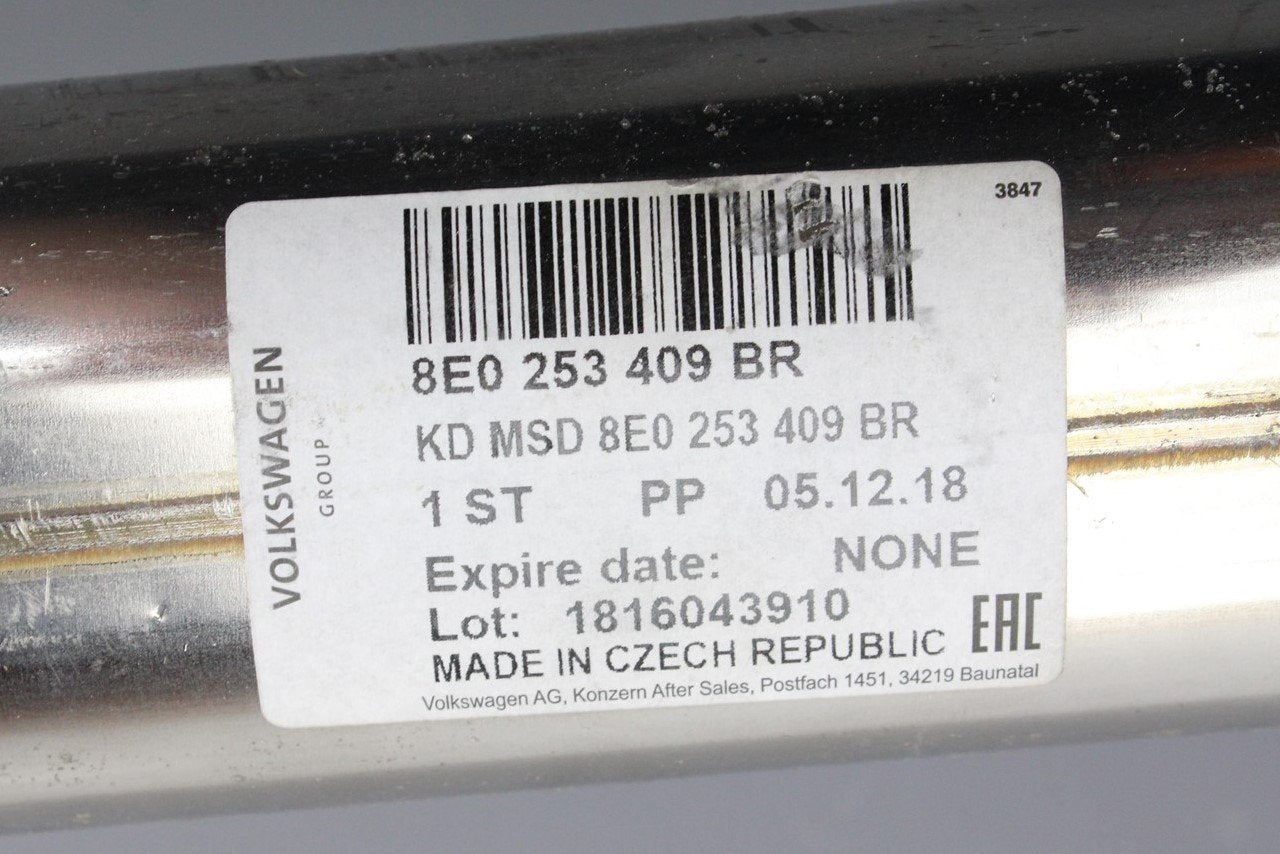 3847
VOLKSWAGEN
GROUP
8E0 253 409 BR
KD MSD 8E0 253 409 BR
1 ST PP 05.12.18
Expire date: NONE
Lot: 1816043910
MADE IN CZECH REPUBLIC
EAC
Volkswagen AG, Konzern After Sales, Postfach 1451, 34219 Baunatal